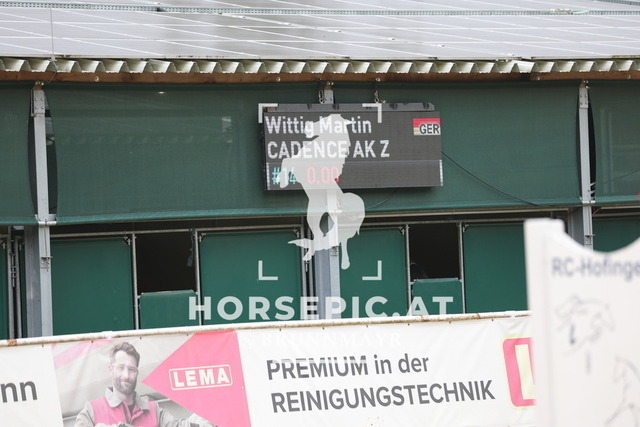 Wittig Martin
GER
CADENCE AK Z
0.00
HORSEPIC.AT
LEMA
PREMIUM in der
REINIGUNGSTECHNIK
nn
RC-Hofinge